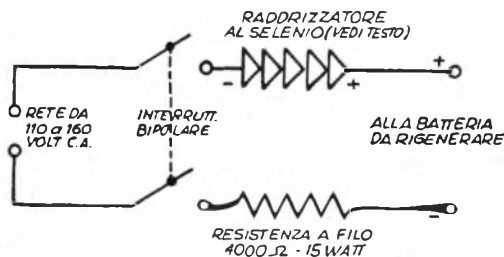 RADDRIZZATORE
AL SELENIO (VEDI TESTO)
- +
+
RETE DA
110 a 160
VOLT C.A.
INTERRUTT.
BIPOLARE
ALLA BATTERIA
DA RIGENERARE
-
RESISTENZA A FILO
4000 Ω - 15 WATT